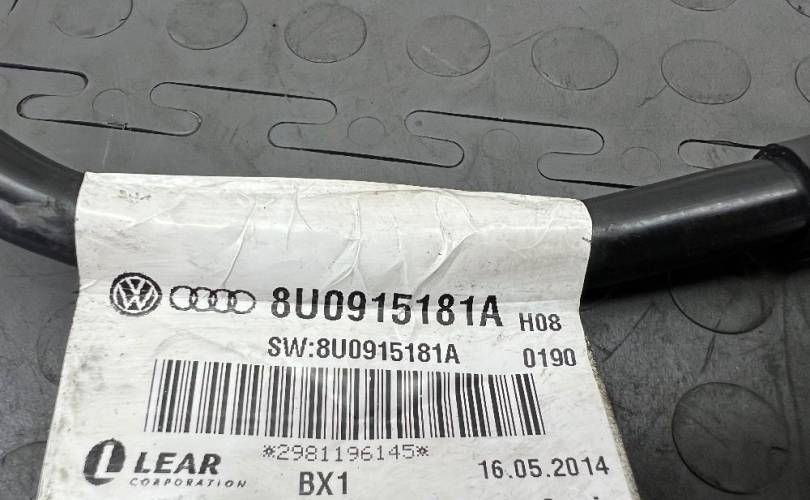 8U0915181A H08
SW:8U0915181A 0190
*2981196145*
LEAR
CORPORATION
BX1
16.05.2014